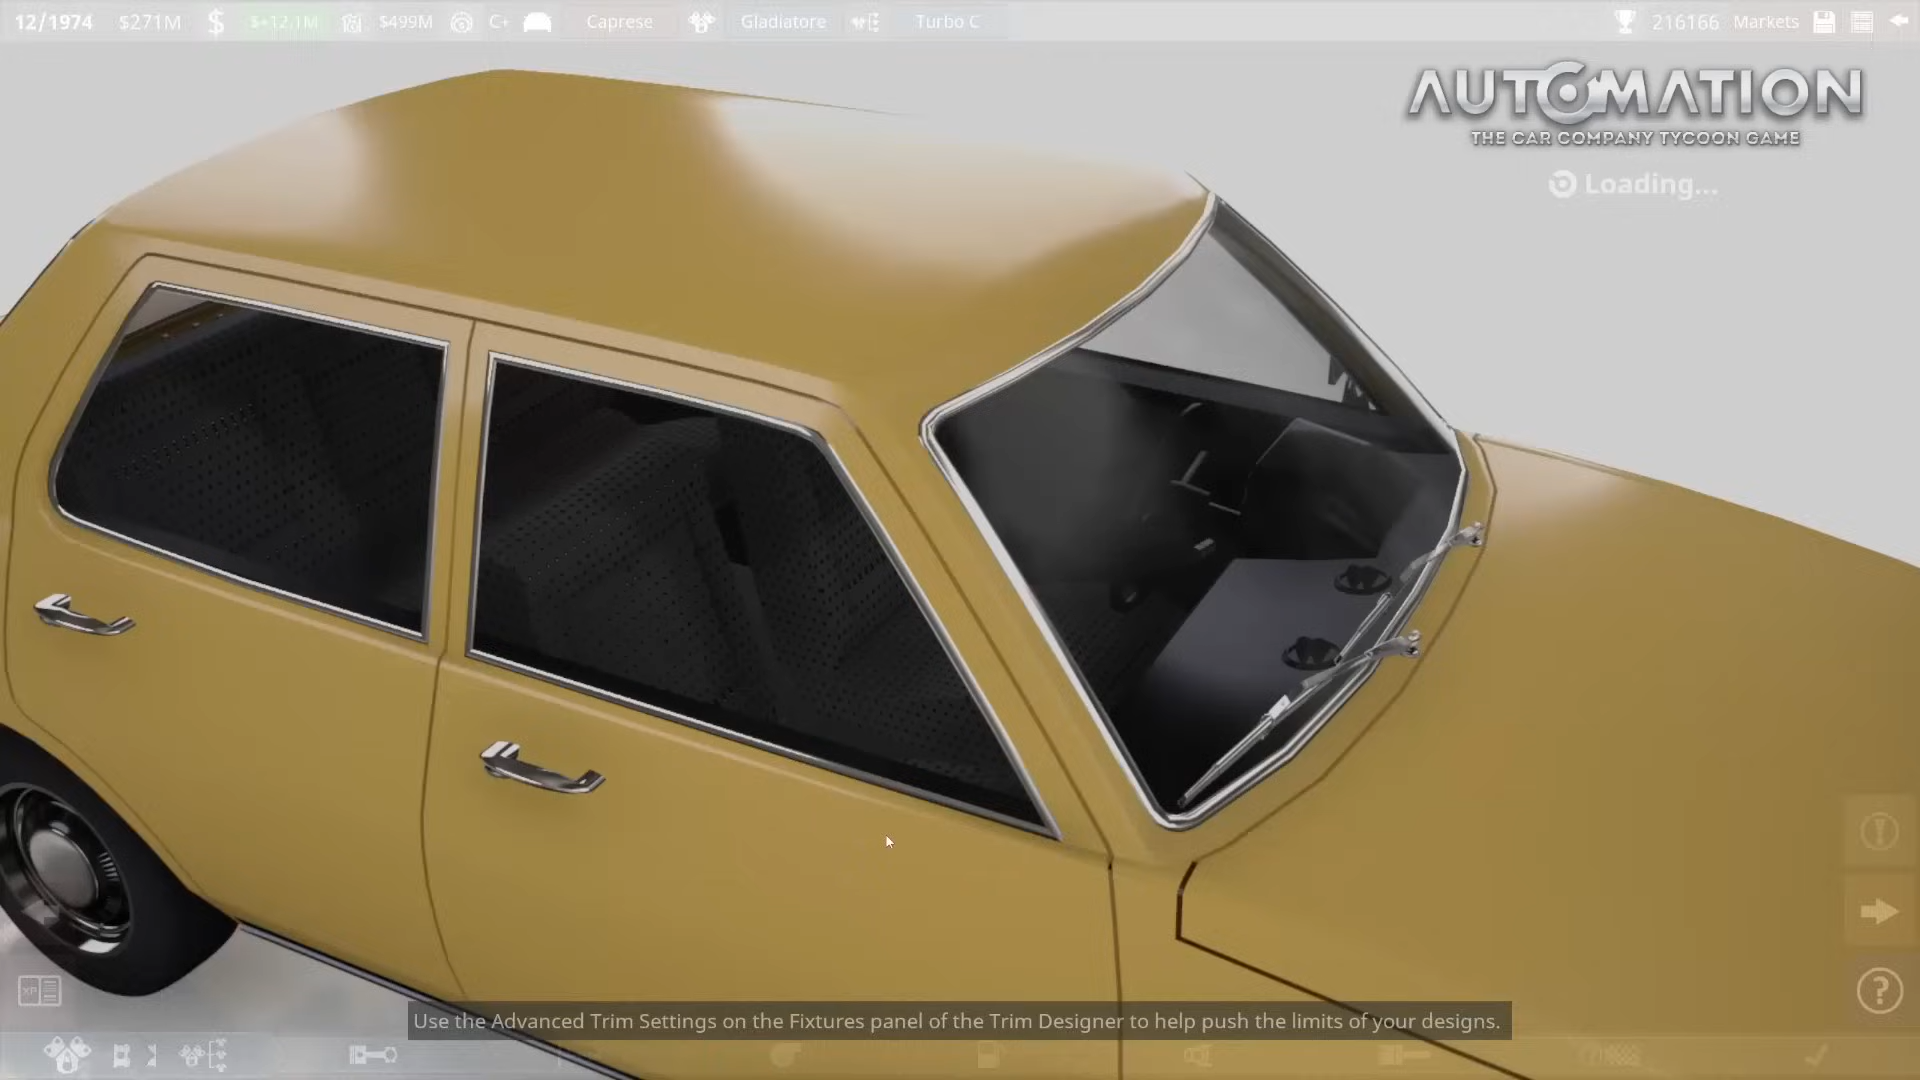 12/1974 $271M $+12.1M $499M C+ Caprese Gladiatore Turbo C 216166 Markets
AUTOMATION
THE CAR COMPANY TYCOON GAME
Loading...
XP
Use the Advanced Trim Settings on the Fixtures panel of the Trim Designer to help push the limits of your designs.